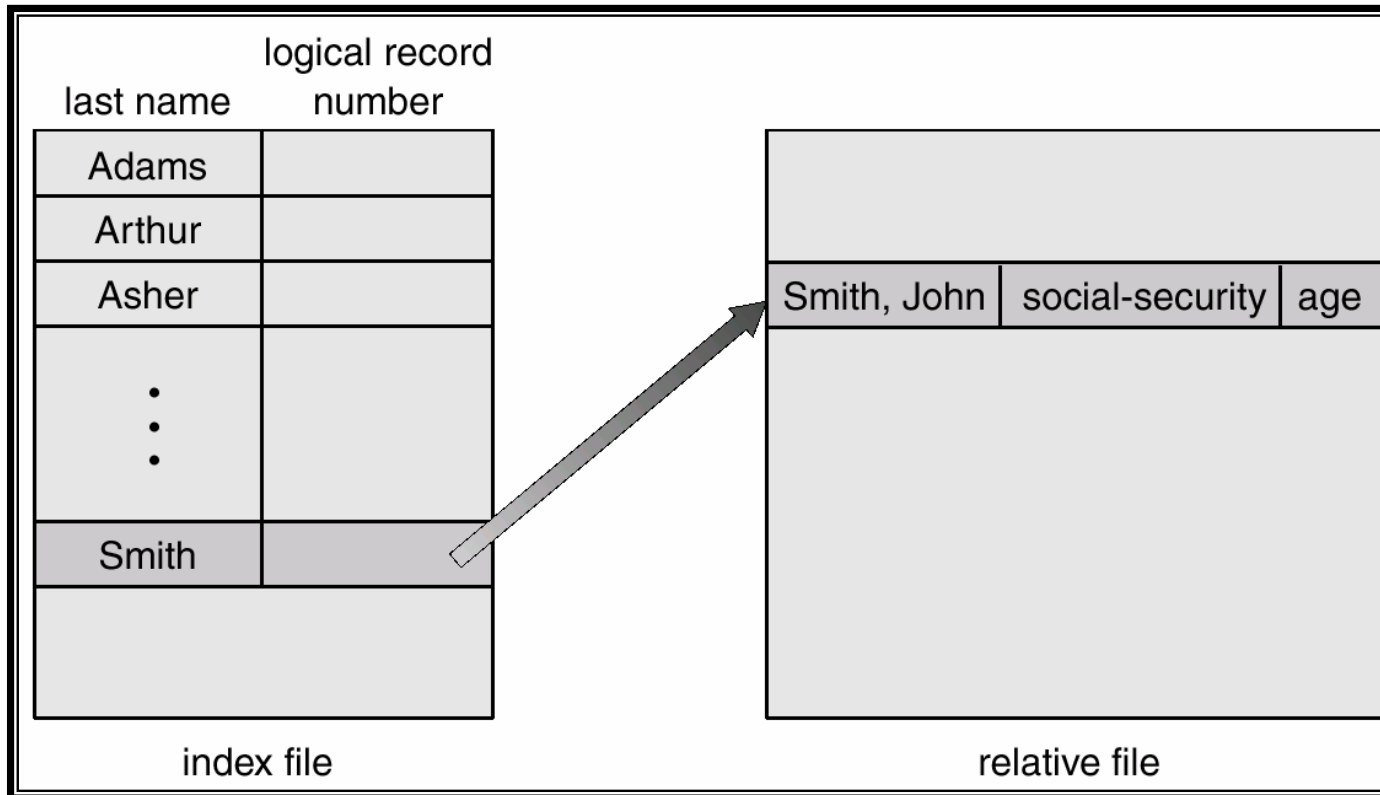 logical record
last name number
Adams
Arthur
Asher
Smith
Smith, John social-security age
index file relative file